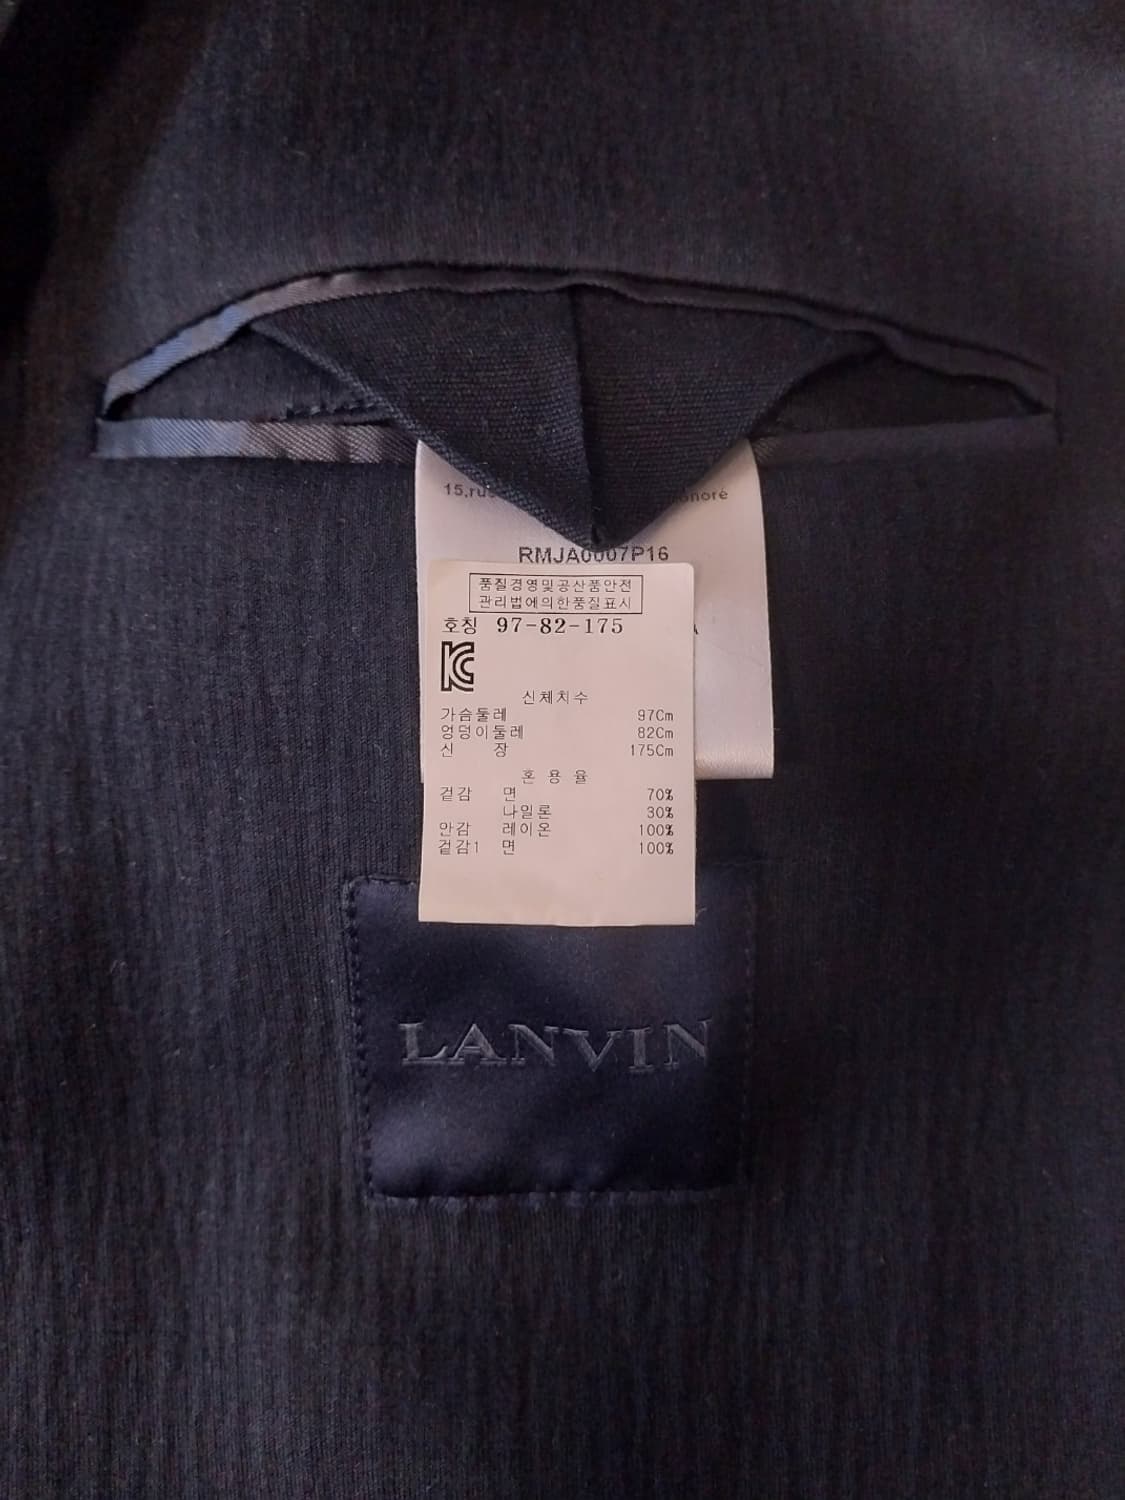 15,rus onoré
RMJA0007P16
품질경영및공산품안전
관리법에의한품질표시
호칭 97-82-175
A
신체치수
가슴둘레 97Cm
엉덩이둘레 82Cm
신 장 175Cm
혼 용 율
겉감 면 70%
나일론 30%
안감 레이온 100%
겉감1 면 100%
LANVIN